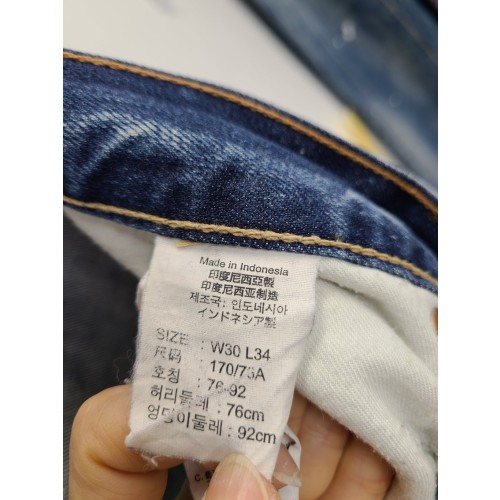 Made in Indonesia
印度尼西亞製
印度尼西亚制造
제조국: 인도네시아
インドネシア製
SIZE : W30 L34
尺码 : 170/73A
호칭 : 76-92
허리둘레 : 76cm
엉덩이둘레 : 92cm